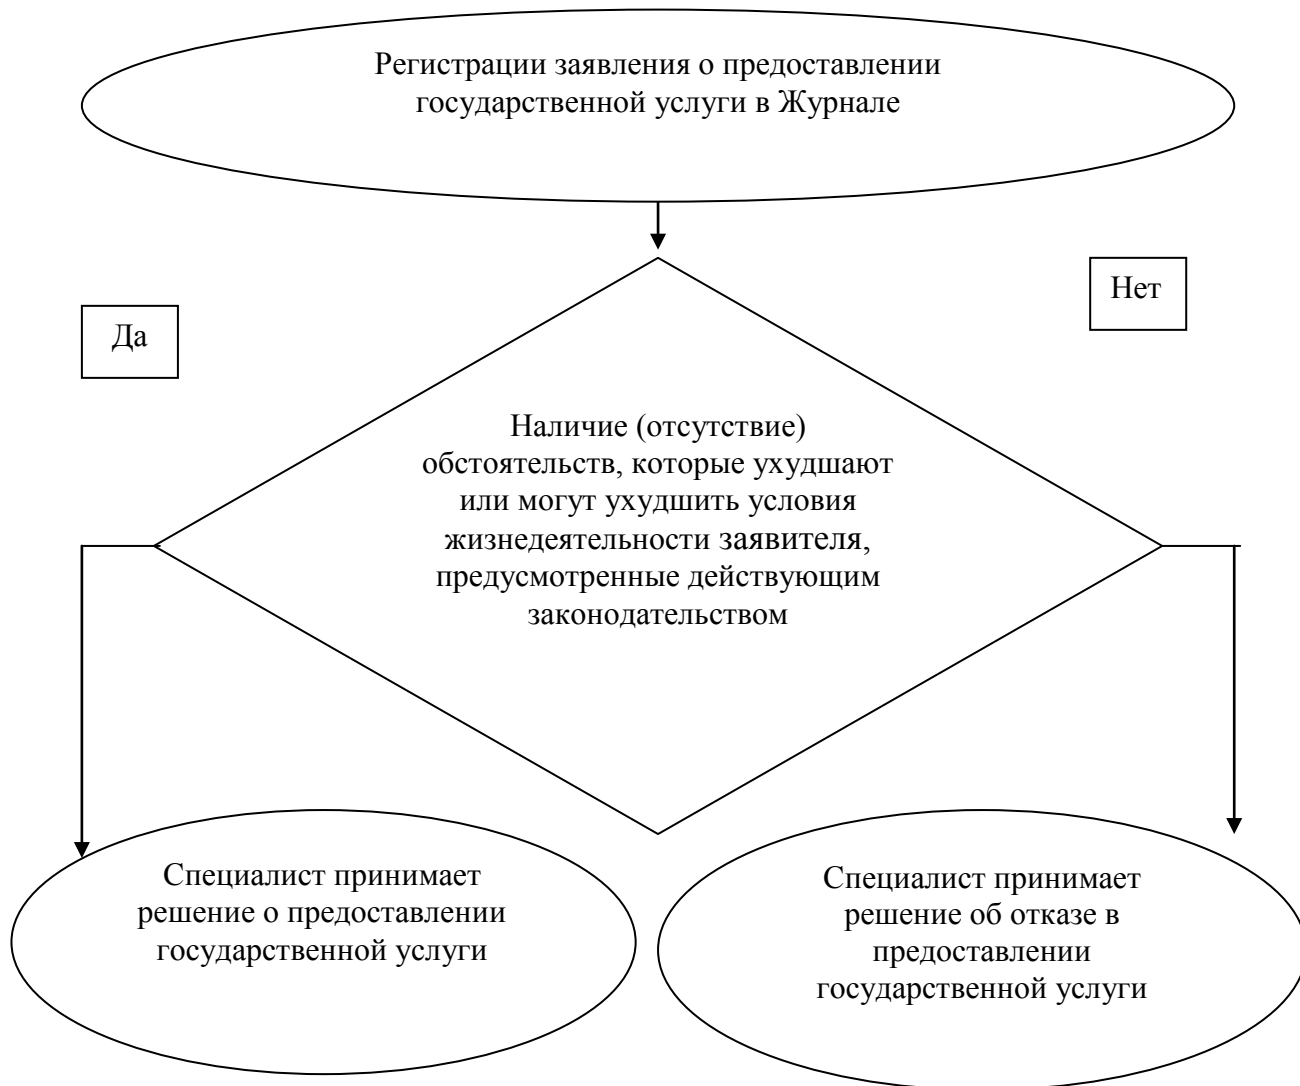 Регистрации заявления о предоставлении
государственной услуги в Журнале
Нет
Да
Наличие (отсутствие)
обстоятельств, которые ухудшают
или могут ухудшить условия
жизнедеятельности заявителя,
предусмотренные действующим
законодательством
Специалист принимает
решение о предоставлении
государственной услуги
Специалист принимает
решение об отказе в
предоставлении
государственной услуги